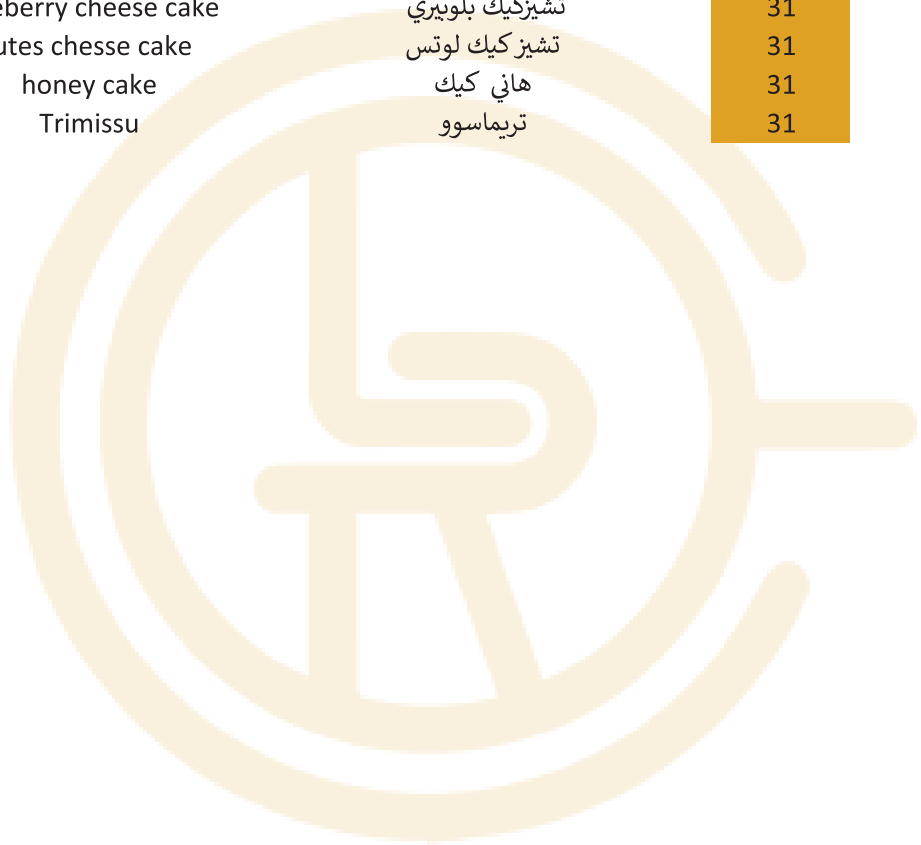 eberry cheese cake تشيزكيك بلوبيري 31
utes chesse cake تشيز كيك لوتس 31
honey cake هاني كيك 31
Trimissu تريماسوو 31